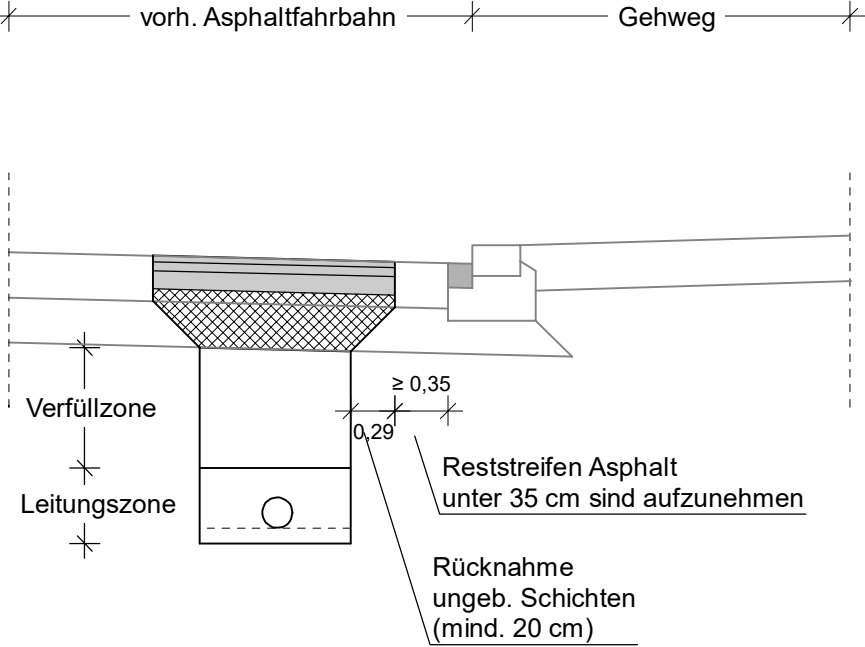 vorh. Asphaltfahrbahn
Gehweg
≥ 0,35
Verfüllzone
0,29
Reststreifen Asphalt
unter 35 cm sind aufzunehmen
Leitungszone
Rücknahme
ungeb. Schichten
(mind. 20 cm)